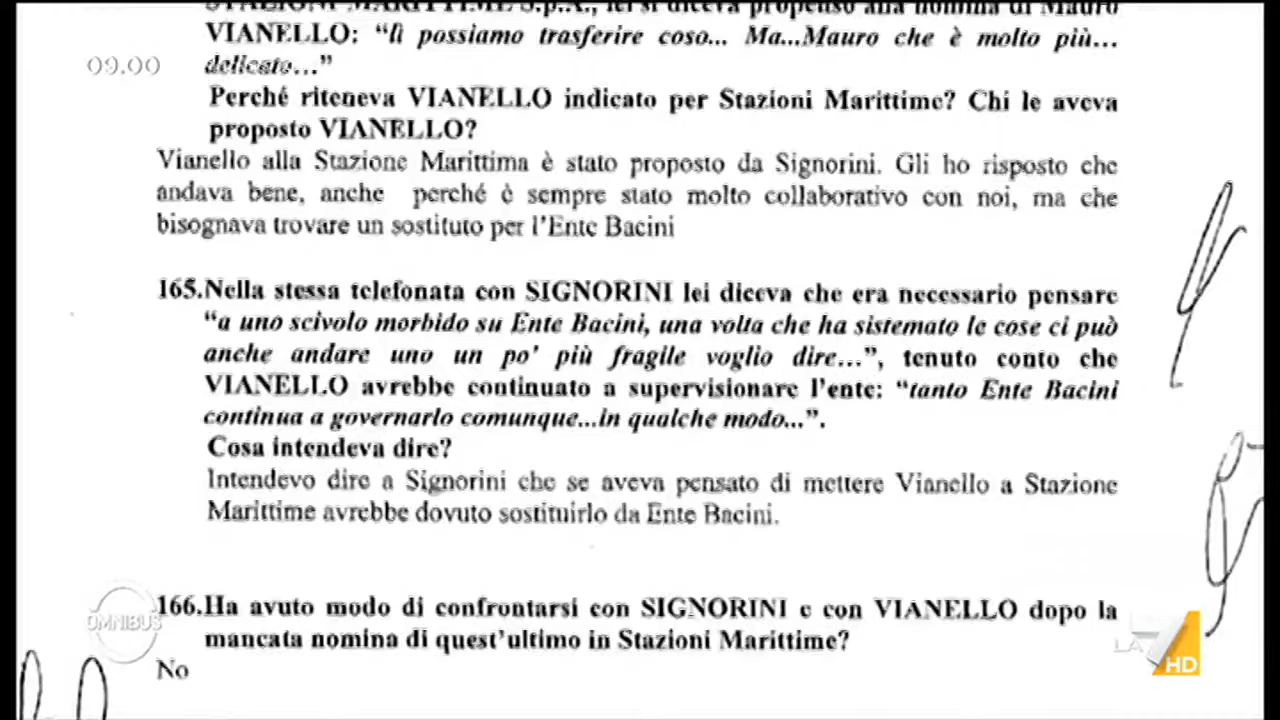 STAZIONI MARITTIME S.p.A., lei si diceva propenso alla nomina di Mauro
VIANELLO: “lì possiamo trasferire coso... Ma...Mauro che è molto più...
delicato...”
09.00
Perché riteneva VIANELLO indicato per Stazioni Marittime? Chi le aveva
proposto VIANELLO?
Vianello alla Stazione Marittima è stato proposto da Signorini. Gli ho risposto che
andava bene, anche perché è sempre stato molto collaborativo con noi, ma che
bisognava trovare un sostituto per l’Ente Bacini
165.Nella stessa telefonata con SIGNORINI lei diceva che era necessario pensare
“a uno scivolo morbido su Ente Bacini, una volta che ha sistemato le cose ci può
anche andare uno un po’ più fragile voglio dire...”, tenuto conto che
VIANELLO avrebbe continuato a supervisionare l’ente: “tanto Ente Bacini
continua a governarlo comunque...in qualche modo...”.
Cosa intendeva dire?
Intendevo dire a Signorini che se aveva pensato di mettere Vianello a Stazione
Marittime avrebbe dovuto sostituirlo da Ente Bacini.
166.Ha avuto modo di confrontarsi con SIGNORINI e con VIANELLO dopo la
mancata nomina di quest’ultimo in Stazioni Marittime?
No
OMNIBUS
LA7 HD